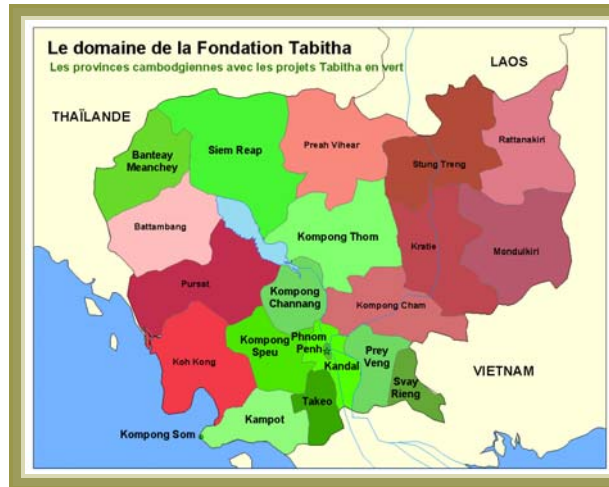 Le domaine de la Fondation Tabitha
Les provinces cambodgiennes avec les projets Tabitha en vert
LAOS
THAÏLANDE
Banteay
Meanchey
Siem Reap
Preah Vihear
Stung Treng
Rattanakiri
Battambang
Kompong Thom
Kratie
Mondulkiri
Pursat
Kompong
Channang
Kompong Cham
Koh Kong
Kompong
Speu
Phnom
Penh
Kandal
Prey
Veng
Svay
Rieng
VIETNAM
Takeo
Kampot
Kompong Som